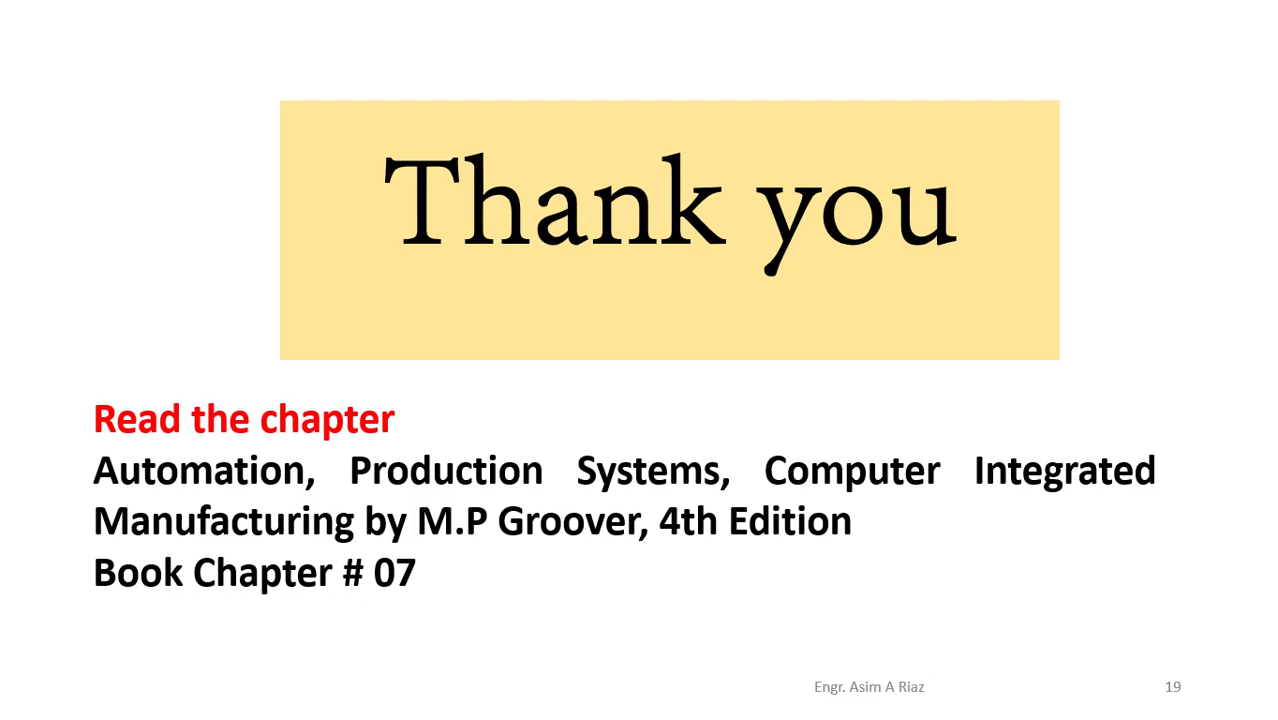 Thank you
Read the chapter
Automation, Production Systems, Computer Integrated
Manufacturing by M.P Groover, 4th Edition
Book Chapter # 07
Engr. Asim A Riaz 19